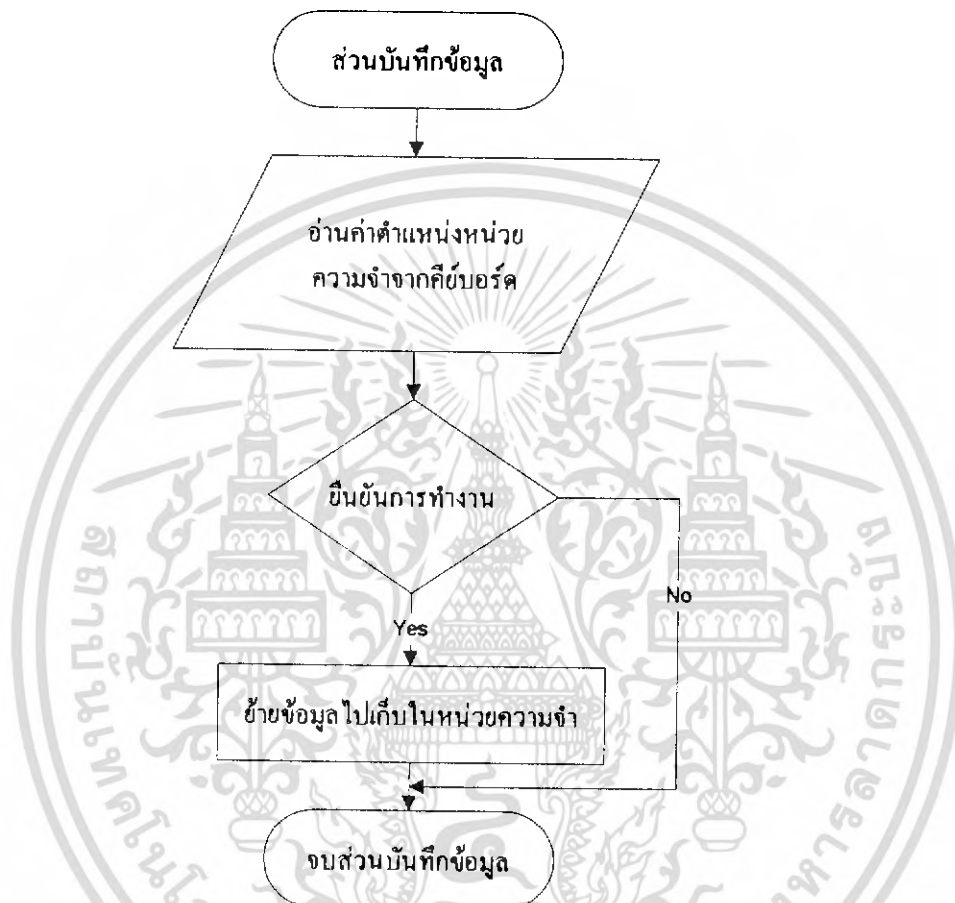 ส่วนบันทึกข้อมูล
อ่านค่าตำแหน่งหน่วย
ความจำจากคีย์บอร์ด
ยืนยันการทำงาน
No
Yes
ย้ายข้อมูลไปเก็บในหน่วยความจำ
จบส่วนบันทึกข้อมูล